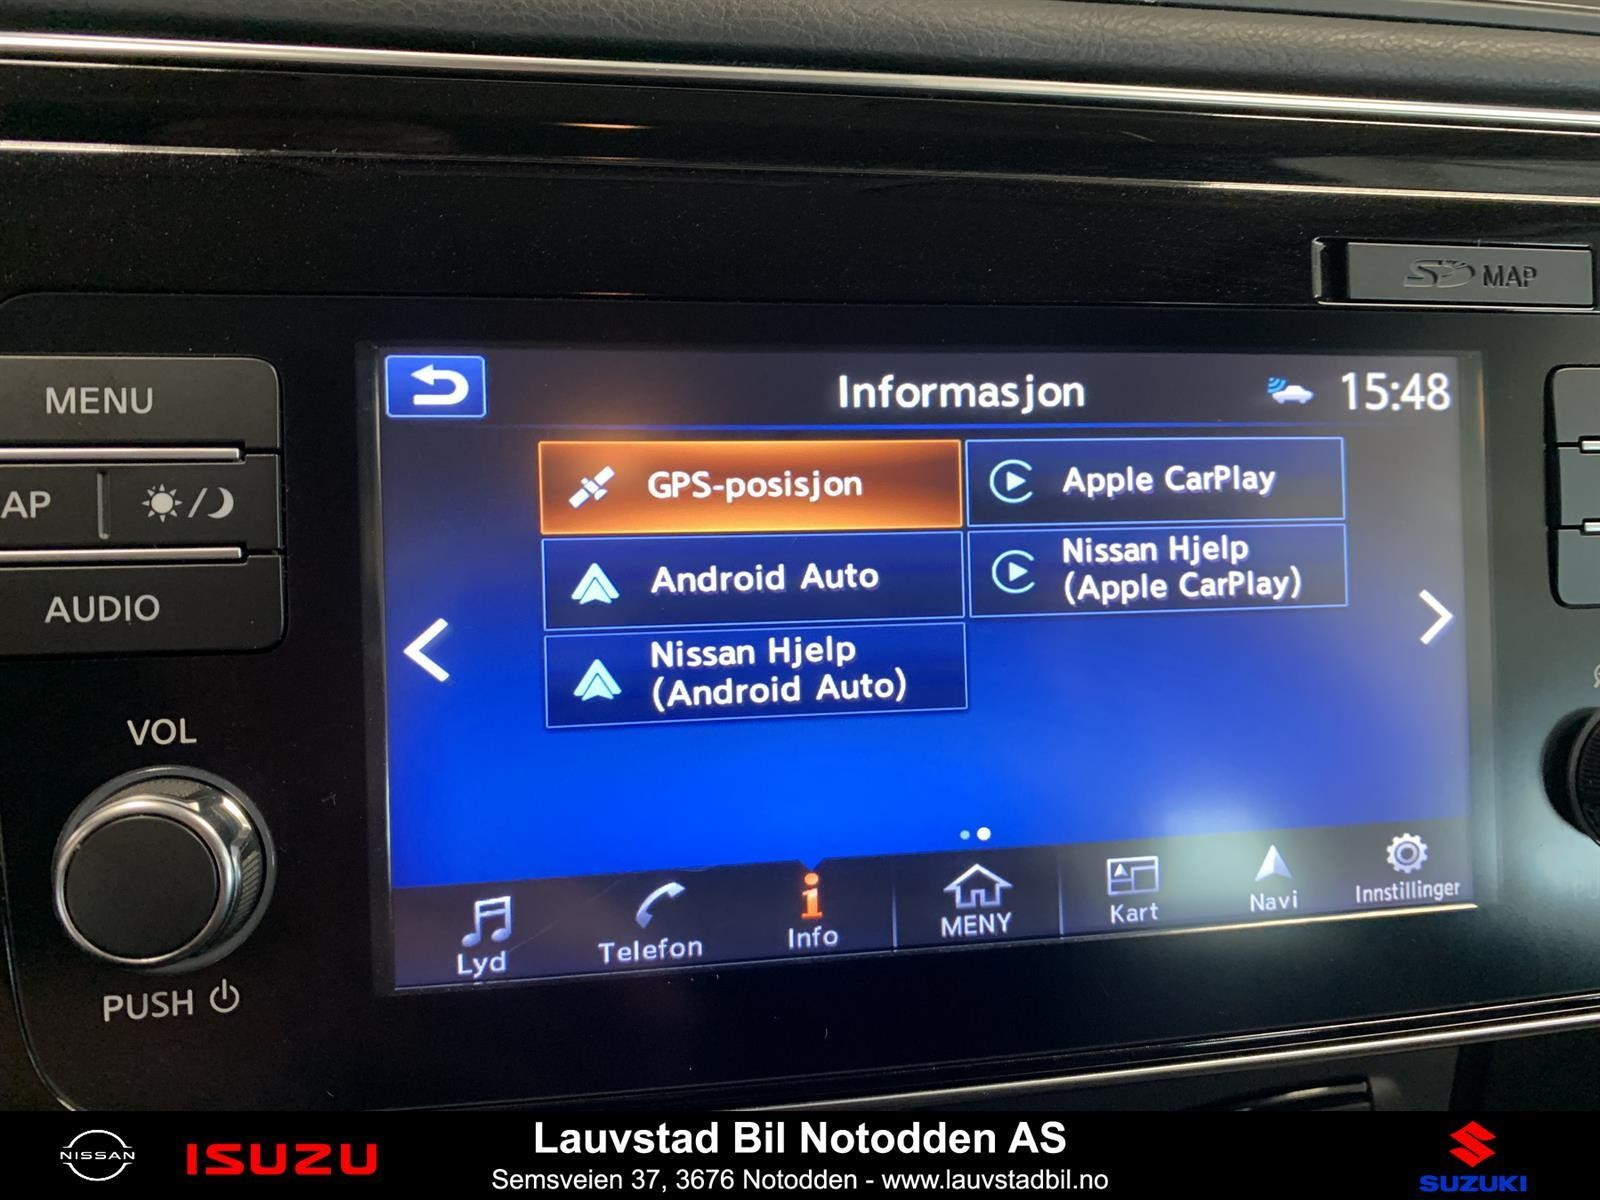 SD MAP
MENU
Informasjon
15:48
GPS-posisjon
Apple CarPlay
AP
Android Auto
Nissan Hjelp
(Apple CarPlay)
AUDIO
Nissan Hjelp
(Android Auto)
VOL
PUSH
Lyd
Telefon
Info
MENY
Kart
Navi
Innstillinger
NISSAN
ISUZU
Lauvstad Bil Notodden AS
Semsveien 37, 3676 Notodden - www.lauvstadbil.no
SUZUKI